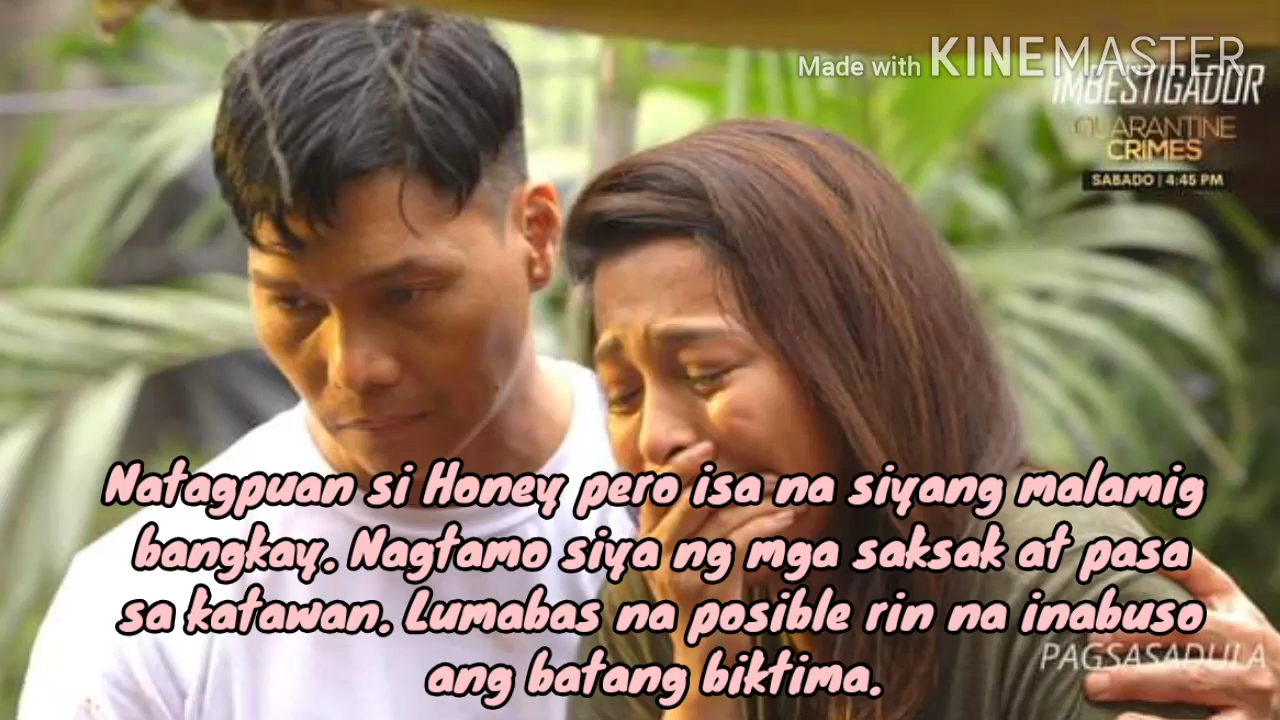 Made with KINEMASTER
IMBESTIGADOR
QUARANTINE
CRIMES
SABADO | 4:45 PM
Natagpuan si Honey pero isa na siyang malamig
bangkay. Nagtamo siya ng mga saksak at pasa
sa katawan. Lumabas na posible rin na inabuso
ang batang biktima.
PAGSASADULA